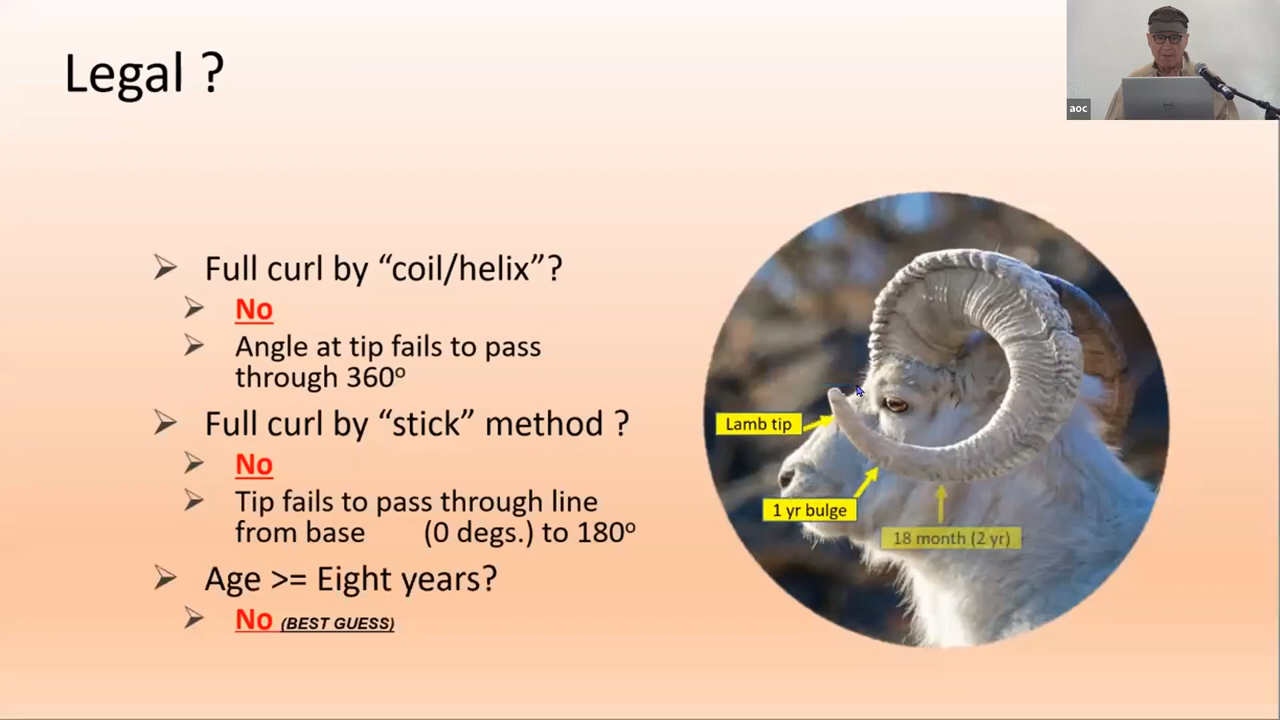 Legal ?
aoc
Full curl by “coil/helix”?
No
Angle at tip fails to pass
through 360º
Full curl by “stick” method ?
No
Tip fails to pass through line
from base (0 degs.) to 180º
Age >= Eight years?
No (BEST GUESS)
Lamb tip
1 yr bulge
18 month (2 yr)